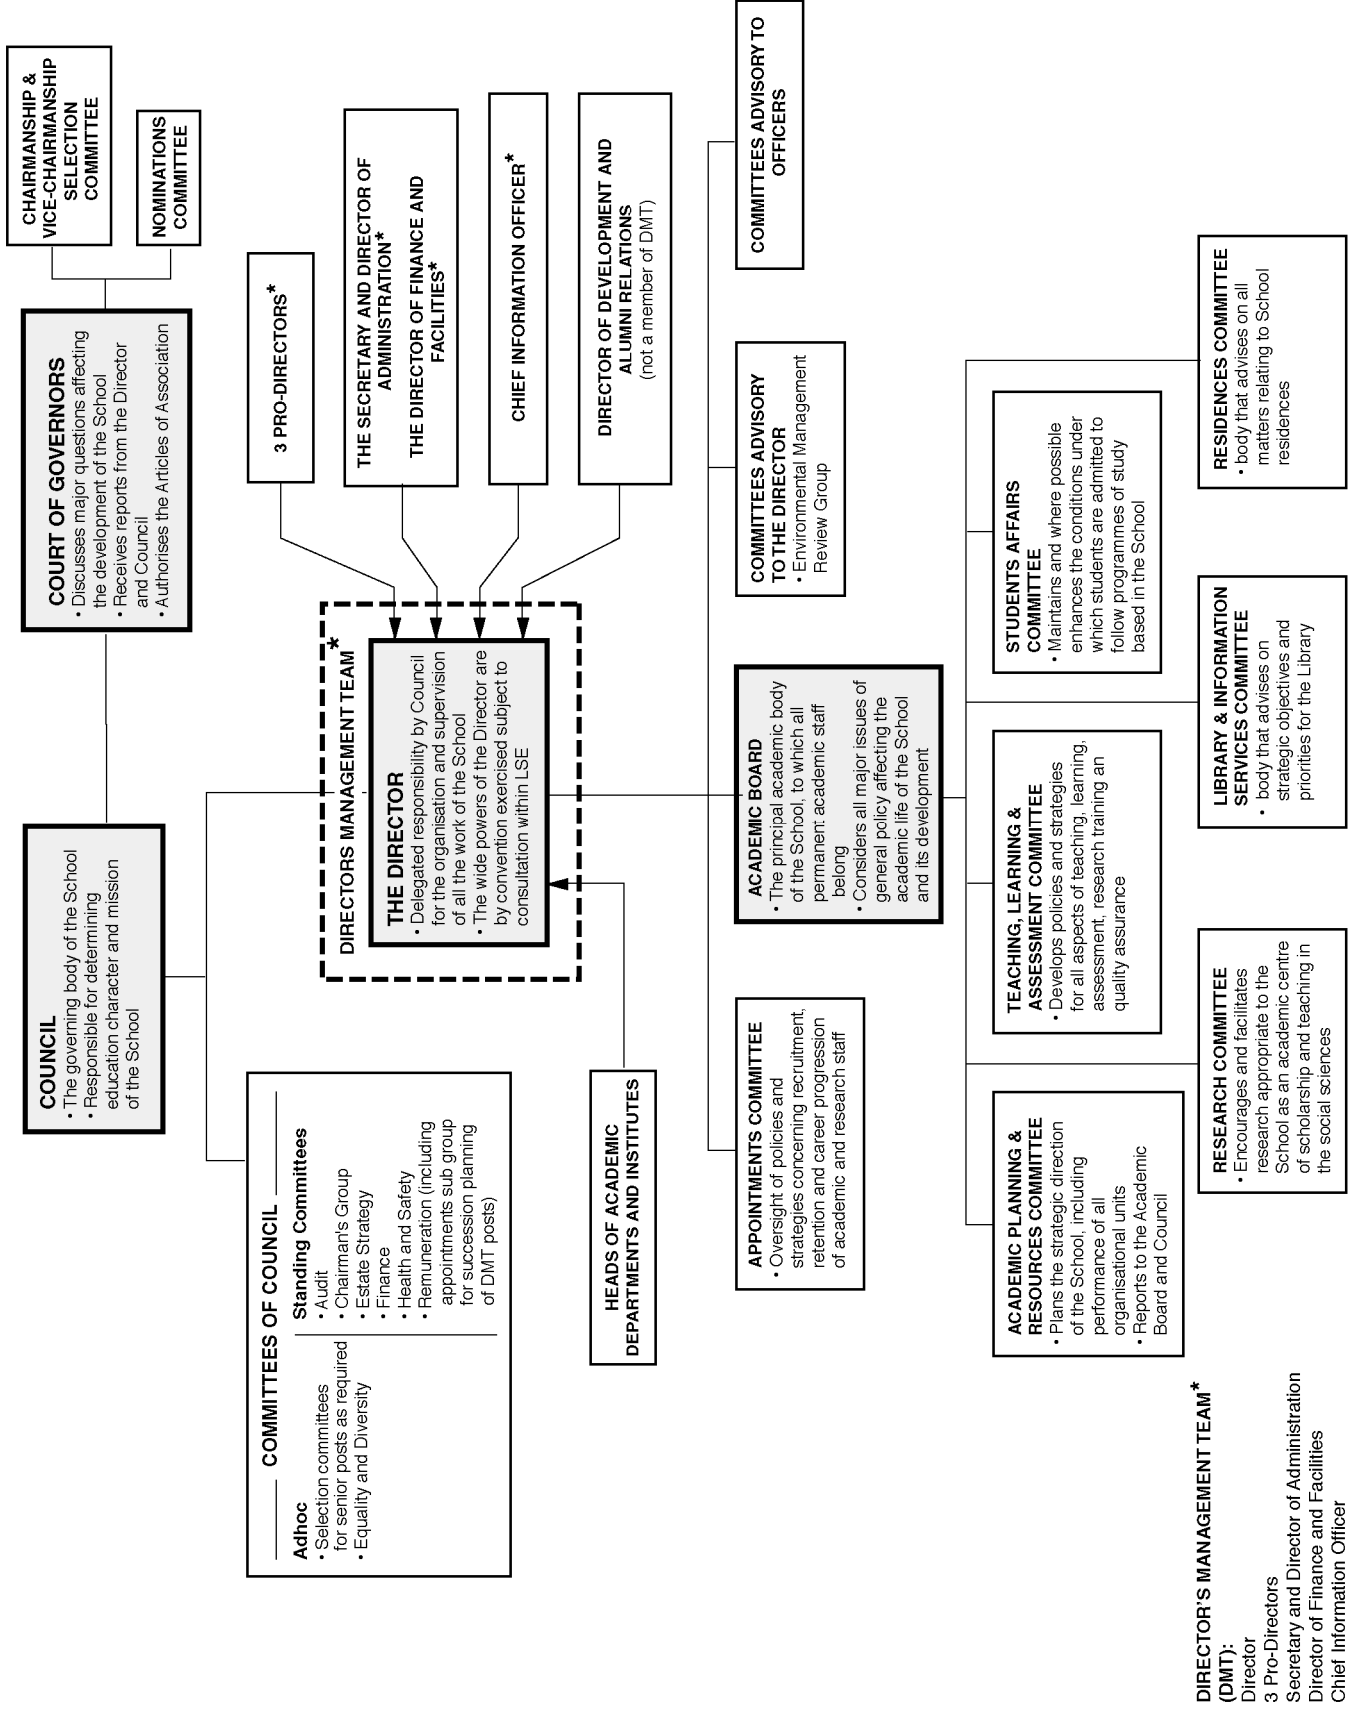 COUNCIL
• The governing body of the School
• Responsible for determining
education character and mission
of the School
COURT OF GOVERNORS
• Discusses major questions affecting
the development of the School
• Receives reports from the Director
and Council
• Authorises the Articles of Association
CHAIRMANSHIP &
VICE-CHAIRMANSHIP
SELECTION
COMMITTEE
NOMINATIONS
COMMITTEE
COMMITTEES OF COUNCIL
Adhoc
• Selection committees
for senior posts as required
• Equality and Diversity
Standing Committees
• Audit
• Chairman's Group
• Estate Strategy
• Finance
• Health and Safety
• Remuneration (including
appointments sub group
for succession planning
of DMT posts)
DIRECTORS MANAGEMENT TEAM*
THE DIRECTOR
• Delegated responsibility by Council
for the organisation and supervision
of all the work of the School
• The wide powers of the Director are
by convention exercised subject to
consultation within LSE
3 PRO-DIRECTORS*
THE SECRETARY AND DIRECTOR OF
ADMINISTRATION*
THE DIRECTOR OF FINANCE AND
FACILITIES*
CHIEF INFORMATION OFFICER*
DIRECTOR OF DEVELOPMENT AND
ALUMNI RELATIONS
(not a member of DMT)
HEADS OF ACADEMIC
DEPARTMENTS AND INSTITUTES
APPOINTMENTS COMMITTEE
• Oversight of policies and
strategies concerning recruitment,
retention and career progression
of academic and research staff
ACADEMIC BOARD
• The principal academic body
of the School, to which all
permanent academic staff
belong
• Considers all major issues of
general policy affecting the
academic life of the School
and its development
COMMITTEES ADVISORY
TO THE DIRECTOR
• Environmental Management
Review Group
COMMITTEES ADVISORY TO
OFFICERS
ACADEMIC PLANNING &
RESOURCES COMMITTEE
• Plans the strategic direction
of the School, including
performance of all
organisational units
• Reports to the Academic
Board and Council
TEACHING, LEARNING &
ASSESSMENT COMMITTEE
• Develops policies and strategies
for all aspects of teaching, learning,
assessment, research training an
quality assurance
STUDENTS AFFAIRS
COMMITTEE
• Maintains and where possible
enhances the conditions under
which students are admitted to
follow programmes of study
based in the School
RESEARCH COMMITTEE
• Encourages and facilitates
research appropriate to the
School as an academic centre
of scholarship and teaching in
the social sciences
LIBRARY & INFORMATION
SERVICES COMMITTEE
• body that advises on
strategic objectives and
priorities for the Library
RESIDENCES COMMITTEE
• body that advises on all
matters relating to School
residences
DIRECTOR'S MANAGEMENT TEAM*
(DMT):
Director
3 Pro-Directors
Secretary and Director of Administration
Director of Finance and Facilities
Chief Information Officer